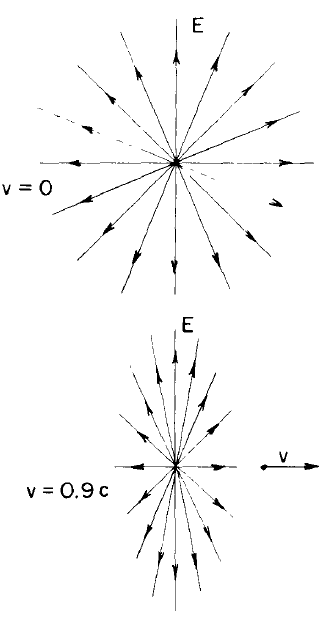 E
v = 0
E
v
v = 0.9 c